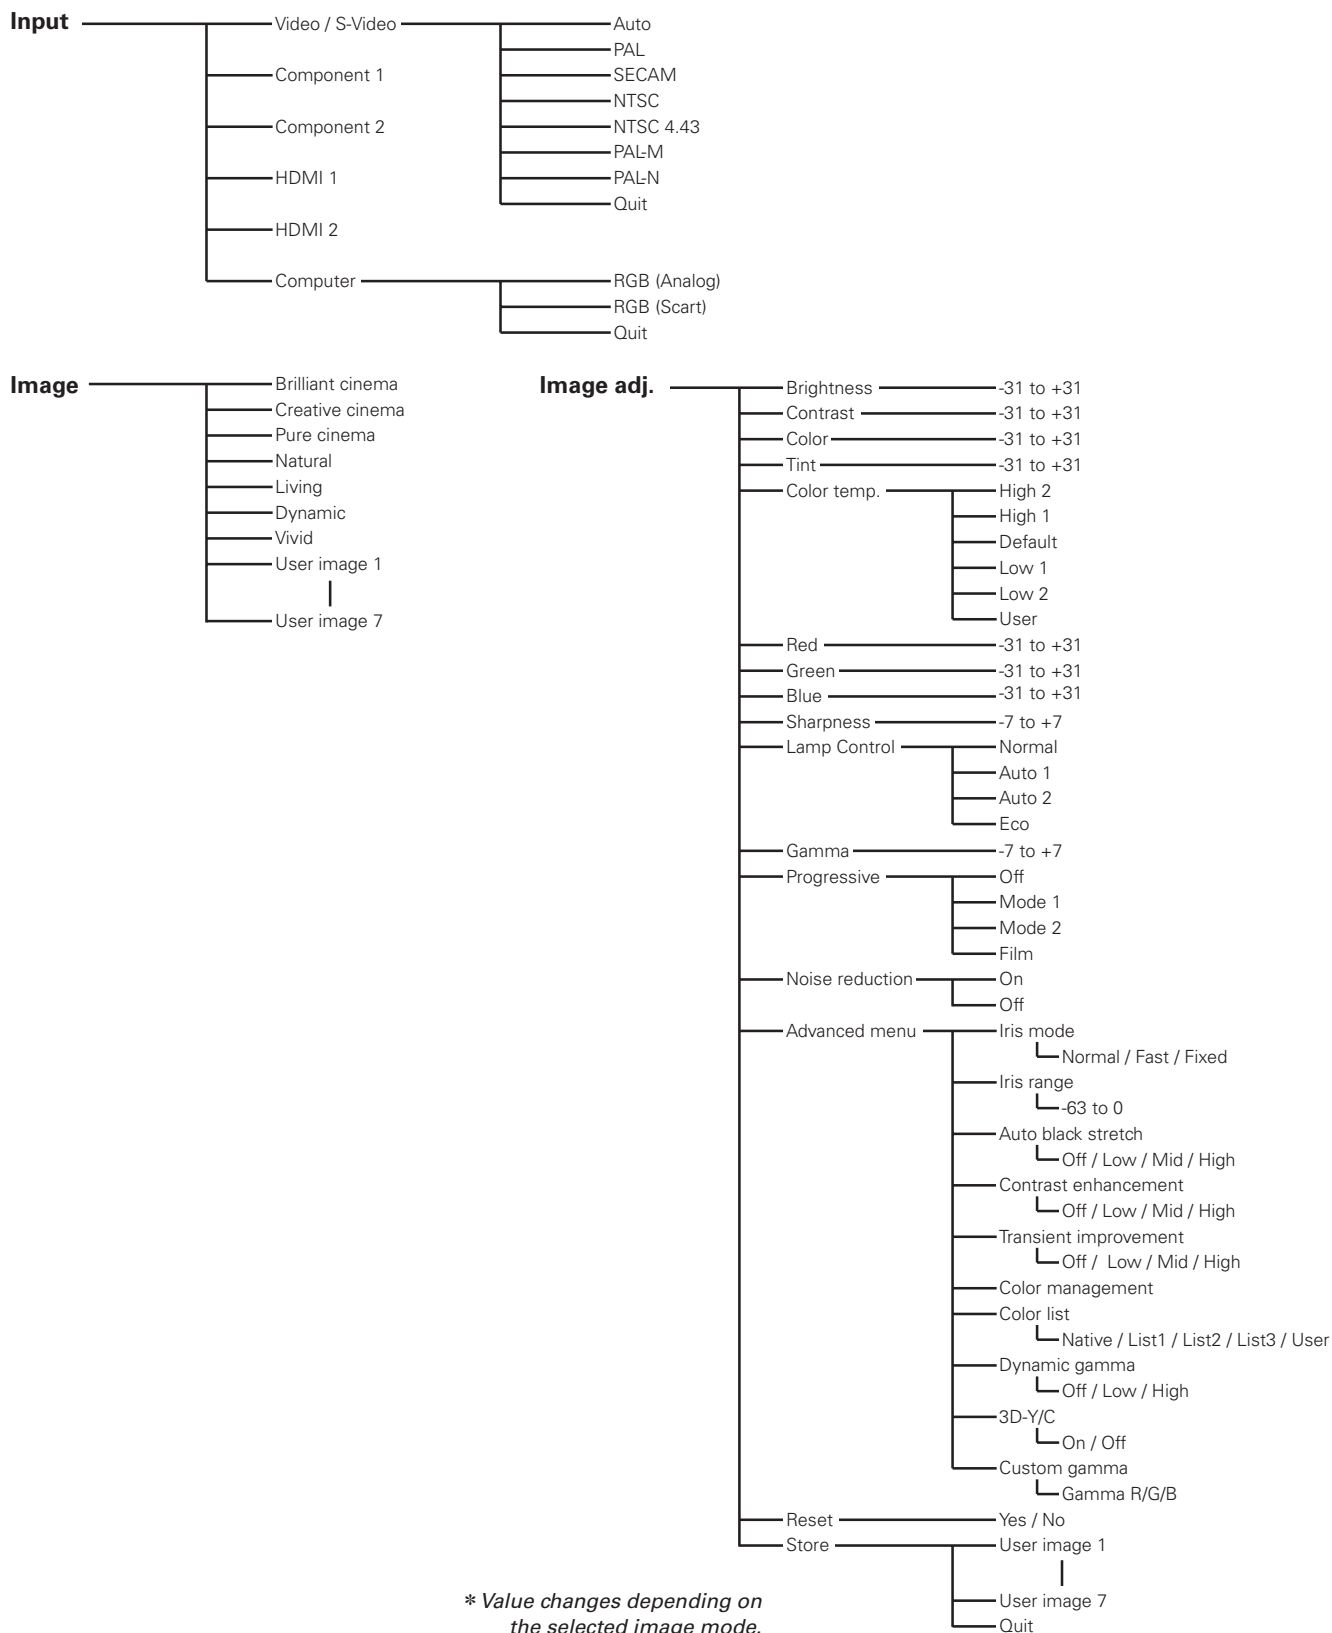 Input
Video / S-Video
Auto
PAL
Component 1
SECAM
NTSC
Component 2
NTSC 4.43
PAL-M
HDMI 1
PAL-N
Quit
HDMI 2
Computer
RGB (Analog)
RGB (Scart)
Quit
Image
Brilliant cinema
Creative cinema
Pure cinema
Natural
Living
Dynamic
Vivid
User image 1
User image 7
Image adj.
Brightness
-31 to +31
Contrast
-31 to +31
Color
-31 to +31
Tint
-31 to +31
Color temp.
High 2
High 1
Default
Low 1
Low 2
User
Red
-31 to +31
Green
-31 to +31
Blue
-31 to +31
Sharpness
-7 to +7
Lamp Control
Normal
Auto 1
Auto 2
Eco
Gamma
-7 to +7
Progressive
Off
Mode 1
Mode 2
Film
Noise reduction
On
Off
Advanced menu
Iris mode
Normal / Fast / Fixed
Iris range
-63 to 0
Auto black stretch
Off / Low / Mid / High
Contrast enhancement
Off / Low / Mid / High
Transient improvement
Off / Low / Mid / High
Color management
Color list
Native / List1 / List2 / List3 / User
Dynamic gamma
Off / Low / High
3D-Y/C
On / Off
Custom gamma
Gamma R/G/B
Reset
Yes / No
Store
User image 1
User image 7
Quit
* Value changes depending on
the selected image mode.